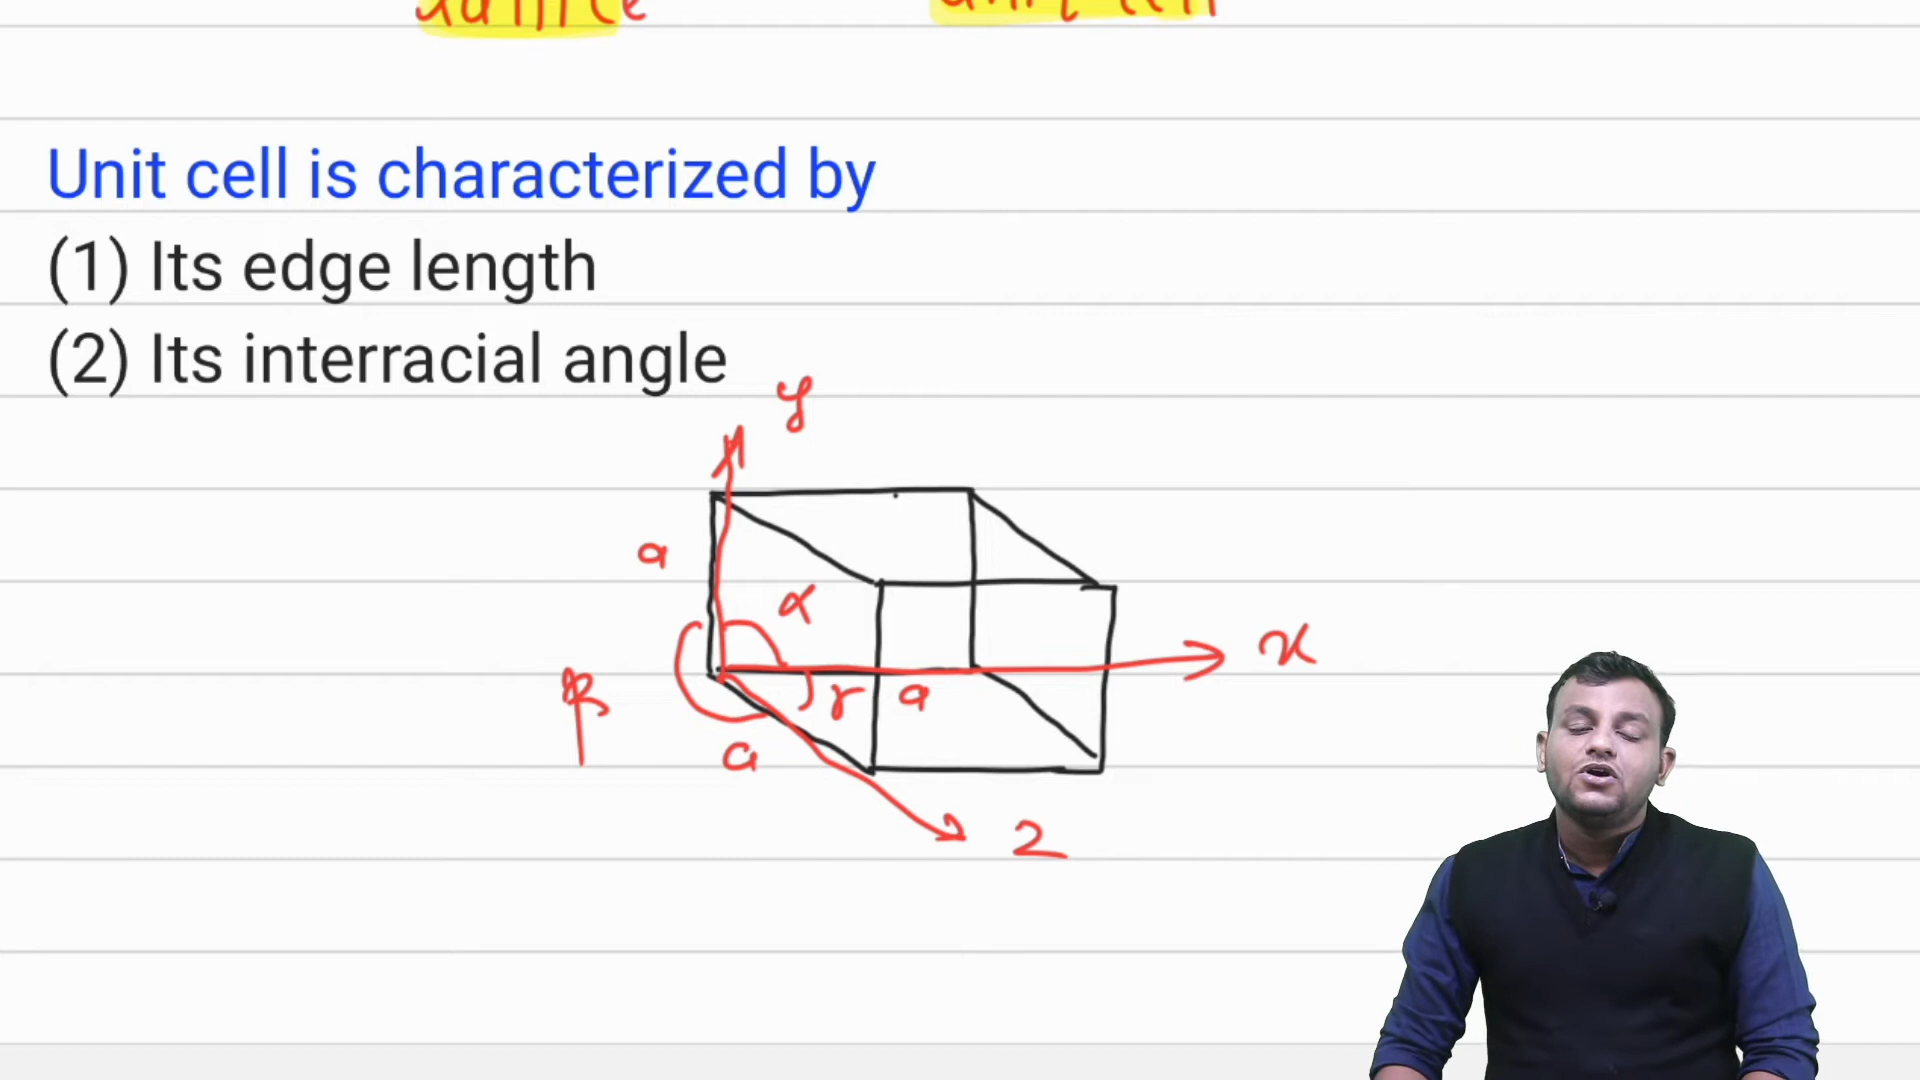 Unit cell is characterized by
(1) Its edge length
(2) Its interracial angle
y
a
α
x
β
γ a
a
z